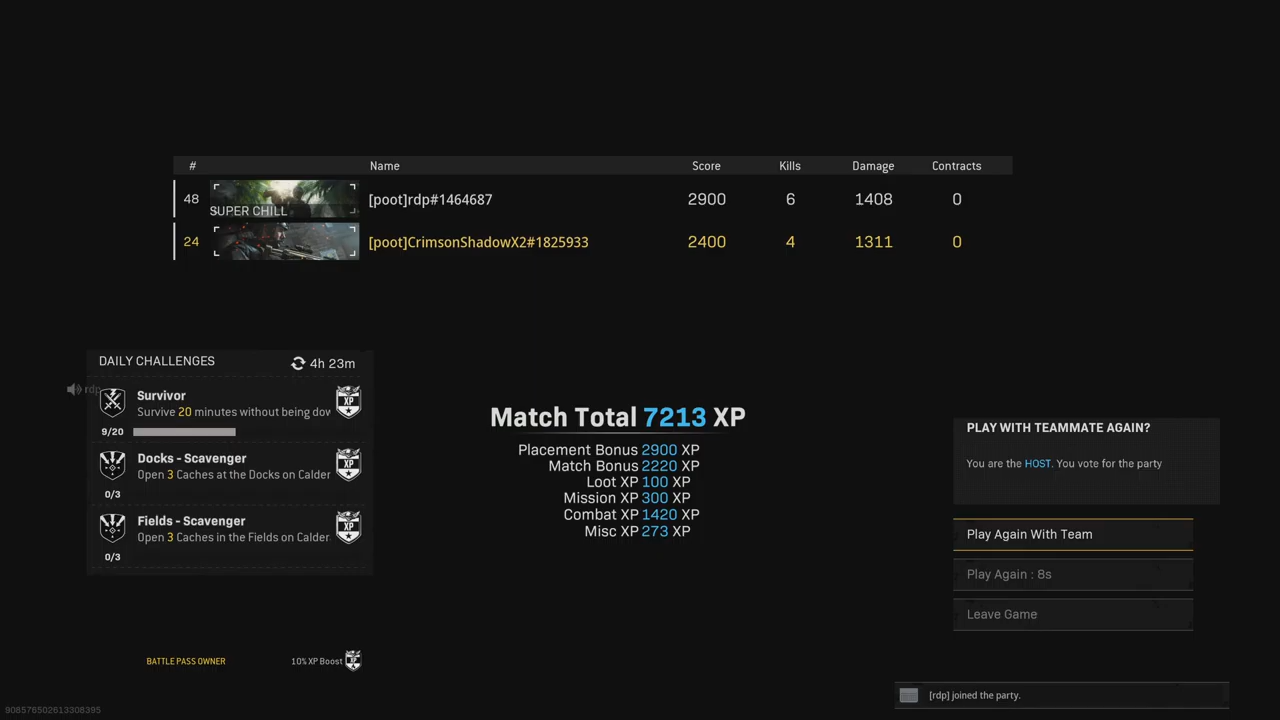 # Name Score Kills Damage Contracts
48 SUPER CHILL [poot]rdp#1464687 2900 6 1408 0
24 [poot]CrimsonShadowX2#1825933 2400 4 1311 0
DAILY CHALLENGES 4h 23m
rdp
Survivor
Survive 20 minutes without being dow
XP
9/20
Docks - Scavenger
Open 3 Caches at the Docks on Calder
XP
0/3
Fields - Scavenger
Open 3 Caches in the Fields on Calder
XP
0/3
BATTLE PASS OWNER 10% XP Boost XP
Match Total 7213 XP
Placement Bonus 2900 XP
Match Bonus 2220 XP
Loot XP 100 XP
Mission XP 300 XP
Combat XP 1420 XP
Misc XP 273 XP
PLAY WITH TEAMMATE AGAIN?
You are the HOST. You vote for the party
Play Again With Team
Play Again : 8s
Leave Game
[rdp] joined the party.
908576502613308395